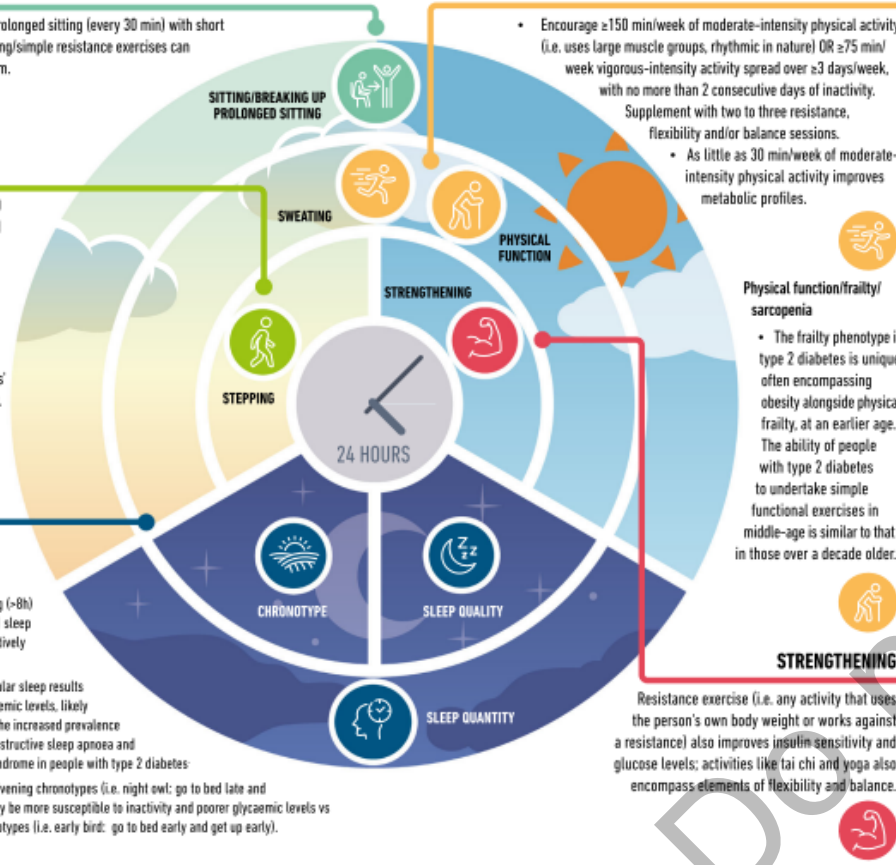 prolonged sitting (every 30 min) with short
ng/simple resistance exercises can
m.
• Encourage ≥150 min/week of moderate-intensity physical activity
(i.e. uses large muscle groups, rhythmic in nature) OR ≥75 min/
week vigorous-intensity activity spread over ≥3 days/week,
with no more than 2 consecutive days of inactivity.
Supplement with two to three resistance,
flexibility and/or balance sessions.
• As little as 30 min/week of moderate-
intensity physical activity improves
metabolic profiles.
SITTING/BREAKING UP
PROLONGED SITTING
SWEATING
PHYSICAL
FUNCTION
STRENGTHENING
STEPPING
24 HOURS
CHRONOTYPE
SLEEP QUALITY
SLEEP QUANTITY
Physical function/frailty/
sarcopenia
• The frailty phenotype i
type 2 diabetes is unique
often encompassing
obesity alongside physica
frailty, at an earlier age.
The ability of people
with type 2 diabetes
to undertake simple
functional exercises in
middle-age is similar to that
in those over a decade older.
g (>8h)
sleep
tively
ular sleep results
emic levels, likely
he increased prevalence
structive sleep apnoea and
ndrome in people with type 2 diabetes
vening chronotypes (i.e. night owl: go to bed late and
y be more susceptible to inactivity and poorer glycaemic levels vs
otypes (i.e. early bird: go to bed early and get up early).
STRENGTHENING
Resistance exercise (i.e. any activity that uses
the person's own body weight or works against
a resistance) also improves insulin sensitivity and
glucose levels; activities like tai chi and yoga also
encompass elements of flexibility and balance.
Do